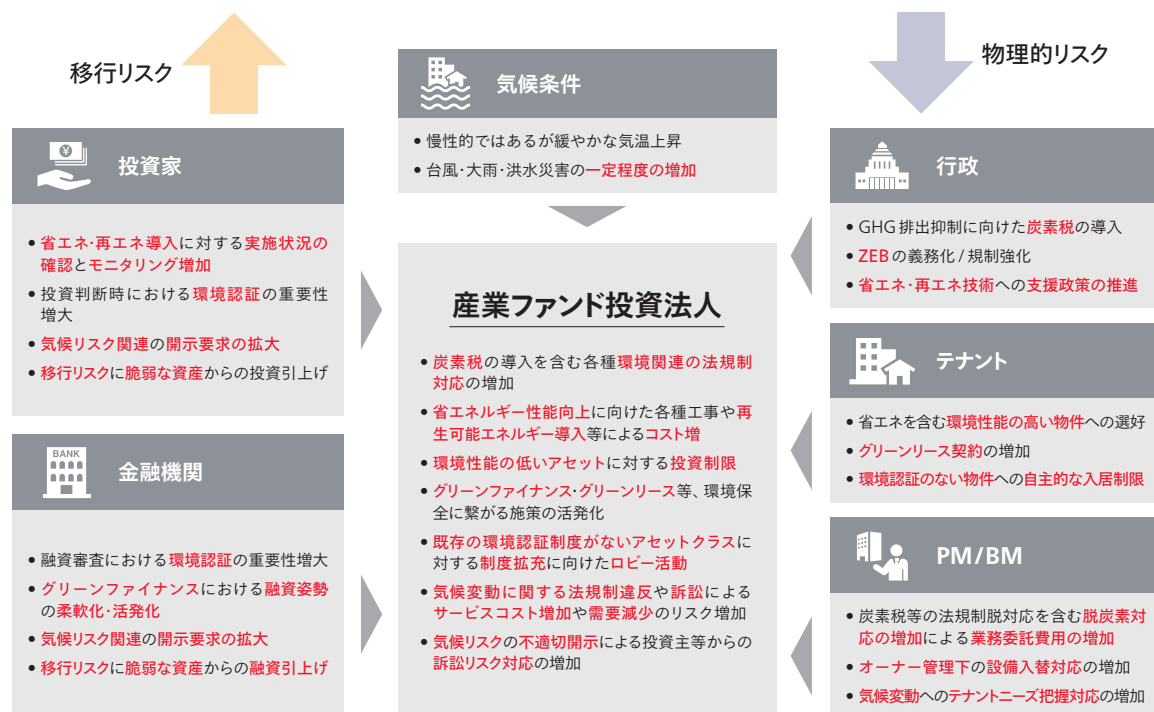 移行リスク
物理的リスク
気候条件
• 慢性的ではあるが緩やかな気温上昇
• 台風・大雨・洪水災害の一定程度の増加
¥
投資家
• 省エネ・再エネ導入に対する実施状況の
確認とモニタリング増加
• 投資判断時における環境認証の重要性
増大
• 気候リスク関連の開示要求の拡大
• 移行リスクに脆弱な資産からの投資引上げ
BANK
金融機関
• 融資審査における環境認証の重要性増大
• グリーンファイナンスにおける融資姿勢
の柔軟化・活発化
• 気候リスク関連の開示要求の拡大
• 移行リスクに脆弱な資産からの融資引上げ
産業ファンド投資法人
• 炭素税の導入を含む各種環境関連の法規制
対応の増加
• 省エネルギー性能向上に向けた各種工事や再
生可能エネルギー導入等によるコスト増
• 環境性能の低いアセットに対する投資制限
• グリーンファイナンス・グリーンリース等、環境保
全に繋がる施策の活発化
• 既存の環境認証制度がないアセットクラスに
対する制度拡充に向けたロビー活動
• 気候変動に関する法規制違反や訴訟による
サービスコスト増加や需要減少のリスク増加
• 気候リスクの不適切開示による投資主等からの
訴訟リスク対応の増加
行政
• GHG排出抑制に向けた炭素税の導入
• ZEBの義務化 / 規制強化
• 省エネ・再エネ技術への支援政策の推進
テナント
• 省エネを含む環境性能の高い物件への選好
• グリーンリース契約の増加
• 環境認証のない物件への自主的な入居制限
PM/BM
• 炭素税等の法規制脱対応を含む脱炭素対
応の増加による業務委託費用の増加
• オーナー管理下の設備入替対応の増加
• 気候変動へのテナントニーズ把握対応の増加